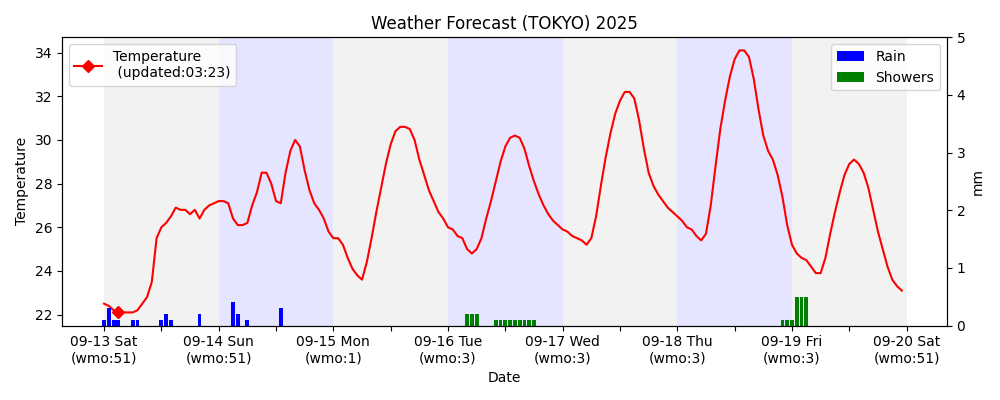 Weather Forecast (TOKYO) 2025
Temperature
(updated:03:23)
Rain
Showers
Temperature
34
32
30
28
26
24
22
5
4
3
2
1
0
mm
09-13 Sat
(wmo:51)
09-14 Sun
(wmo:51)
09-15 Mon
(wmo:1)
09-16 Tue
(wmo:3)
09-17 Wed
(wmo:3)
09-18 Thu
(wmo:3)
09-19 Fri
(wmo:3)
09-20 Sat
(wmo:51)
Date